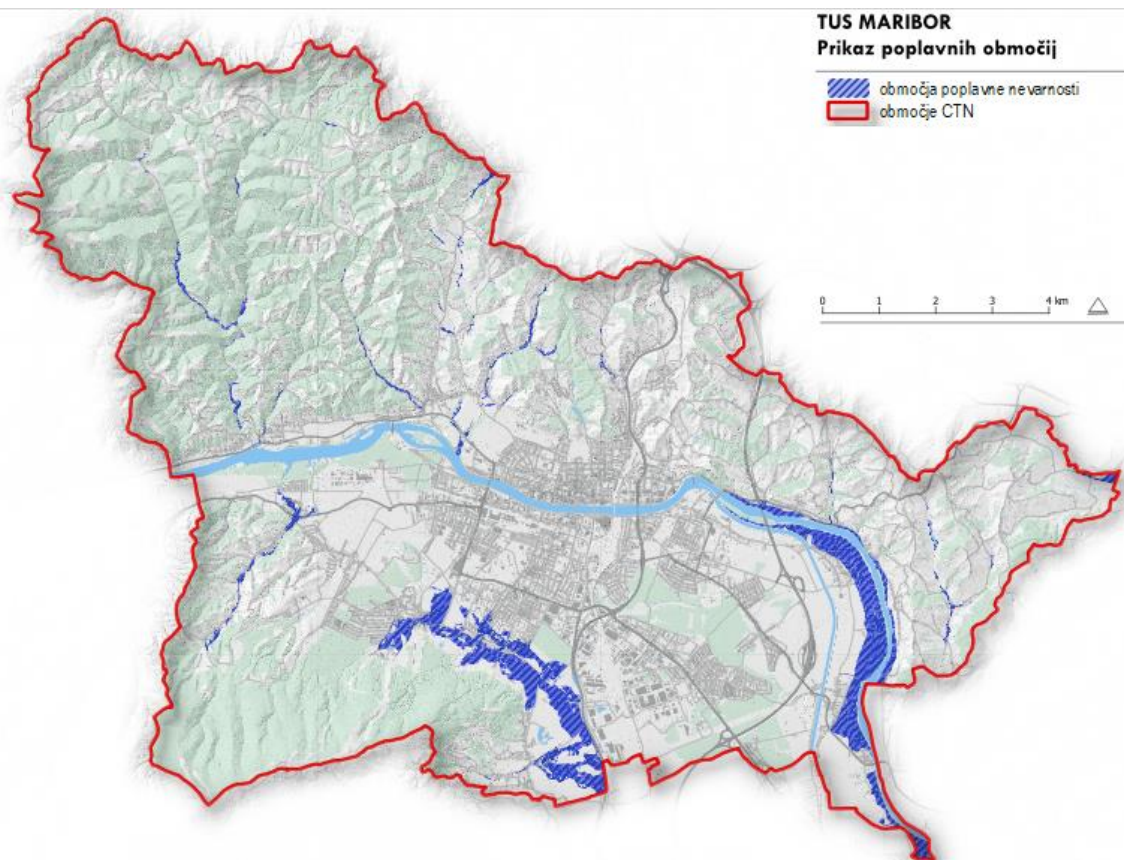 TUS MARIBOR
Prikaz poplavnih območij
območja poplavne nevarnosti
območje CTN
0 1 2 3 4 km